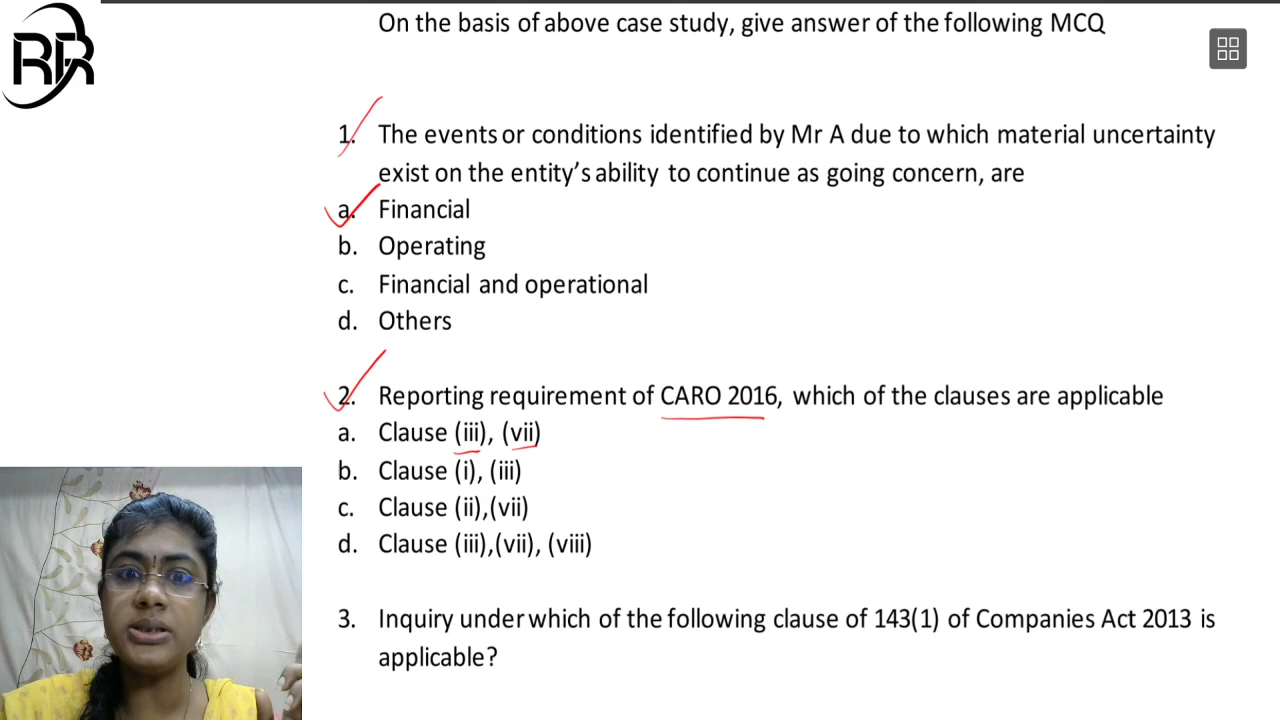 RRR
On the basis of above case study, give answer of the following MCQ
1. The events or conditions identified by Mr A due to which material uncertainty
exist on the entity's ability to continue as going concern, are
a. Financial
b. Operating
c. Financial and operational
d. Others
2. Reporting requirement of CARO 2016, which of the clauses are applicable
a. Clause (iii), (vii)
b. Clause (i), (iii)
c. Clause (ii),(vii)
d. Clause (iii),(vii), (viii)
3. Inquiry under which of the following clause of 143(1) of Companies Act 2013 is
applicable?